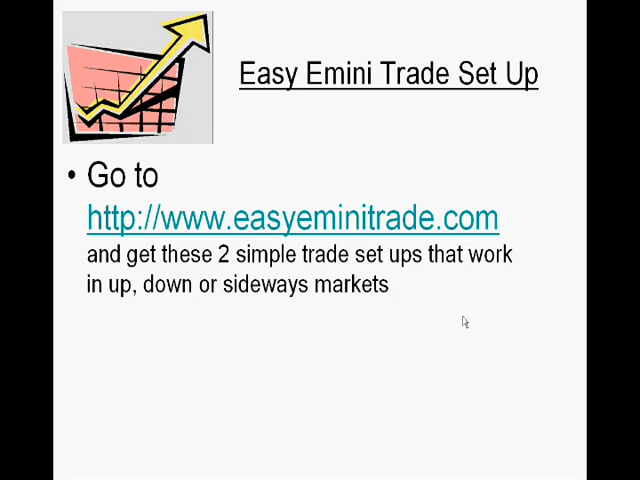 Easy Emini Trade Set Up
• Go to
http://www.easyeminitrade.com
and get these 2 simple trade set ups that work
in up, down or sideways markets